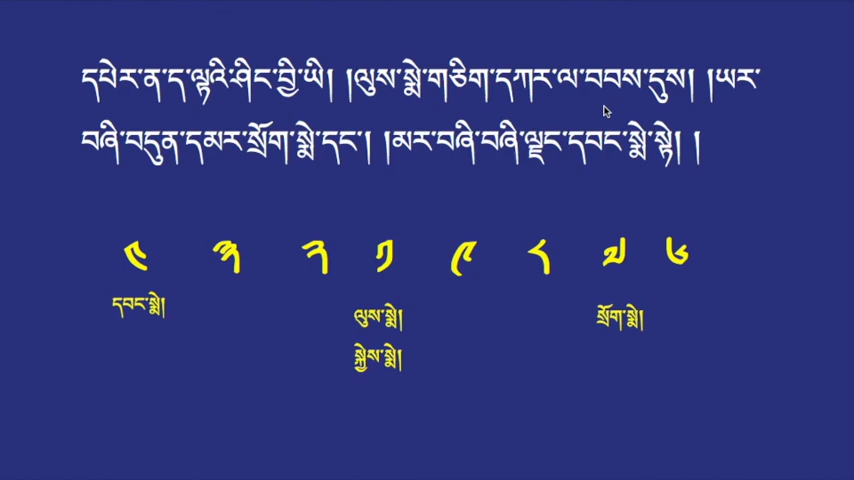 དཔེར་ན་ད་ལྟའི་ཤིང་བྱི་ཡི། །ལུས་སྨེ་གཅིག་དཀར་ལ་བབས་དུས། །ཡར་
བཞི་བདུན་དམར་སྲོག་སྨེ་དང་། །མར་བཞི་བཞི་ལྗང་དབང་སྨེ་སྟེ། །
༤ ༣ ༢ ༡ ༩ ༨ ༧ ༦
དབང་སྨེ། ལུས་སྨེ། སྲོག་སྨེ།
སྐྱེས་སྨེ།